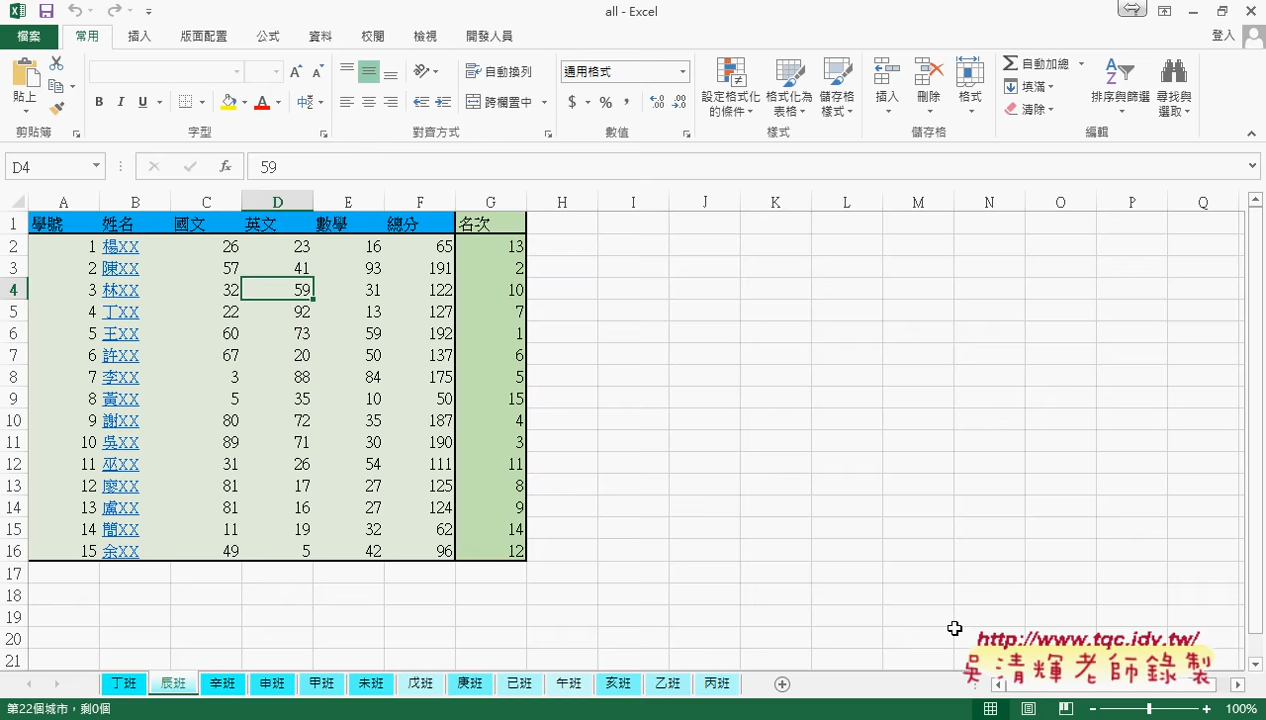 all - Excel
檔案 常用 插入 版面配置 公式 資料 校閱 檢視 開發人員 登入
貼上 自動換列 通用格式 設定格式化的條件 格式化為表格 儲存格樣式 插入 刪除 格式 自動加總 填滿 清除 排序與篩選 尋找與選取
跨欄置中
剪貼簿 字型 對齊方式 數值 樣式 儲存格 編輯
D4 59
A B C D E F G H I J K L M N O P Q
1 學號 姓名 國文 英文 數學 總分 名次
2 1 楊XX 26 23 16 65 13
3 2 陳XX 57 41 93 191 2
4 3 林XX 32 59 31 122 10
5 4 丁XX 22 92 13 127 7
6 5 王XX 60 73 59 192 1
7 6 許XX 67 20 50 137 6
8 7 李XX 3 88 84 175 5
9 8 黃XX 5 35 10 50 15
10 9 謝XX 80 72 35 187 4
11 10 吳XX 89 71 30 190 3
12 11 巫XX 31 26 54 111 11
13 12 廖XX 81 17 27 125 8
14 13 盧XX 81 16 27 124 9
15 14 簡XX 11 19 32 62 14
16 15 余XX 49 5 42 96 12
17
18
19
20
21
http://www.tqc.idv.tw/
吳清輝老師錄製
丁班 辰班 辛班 申班 甲班 未班 戊班 庚班 己班 午班 亥班 乙班 丙班
第22個城市，剩0個 100%